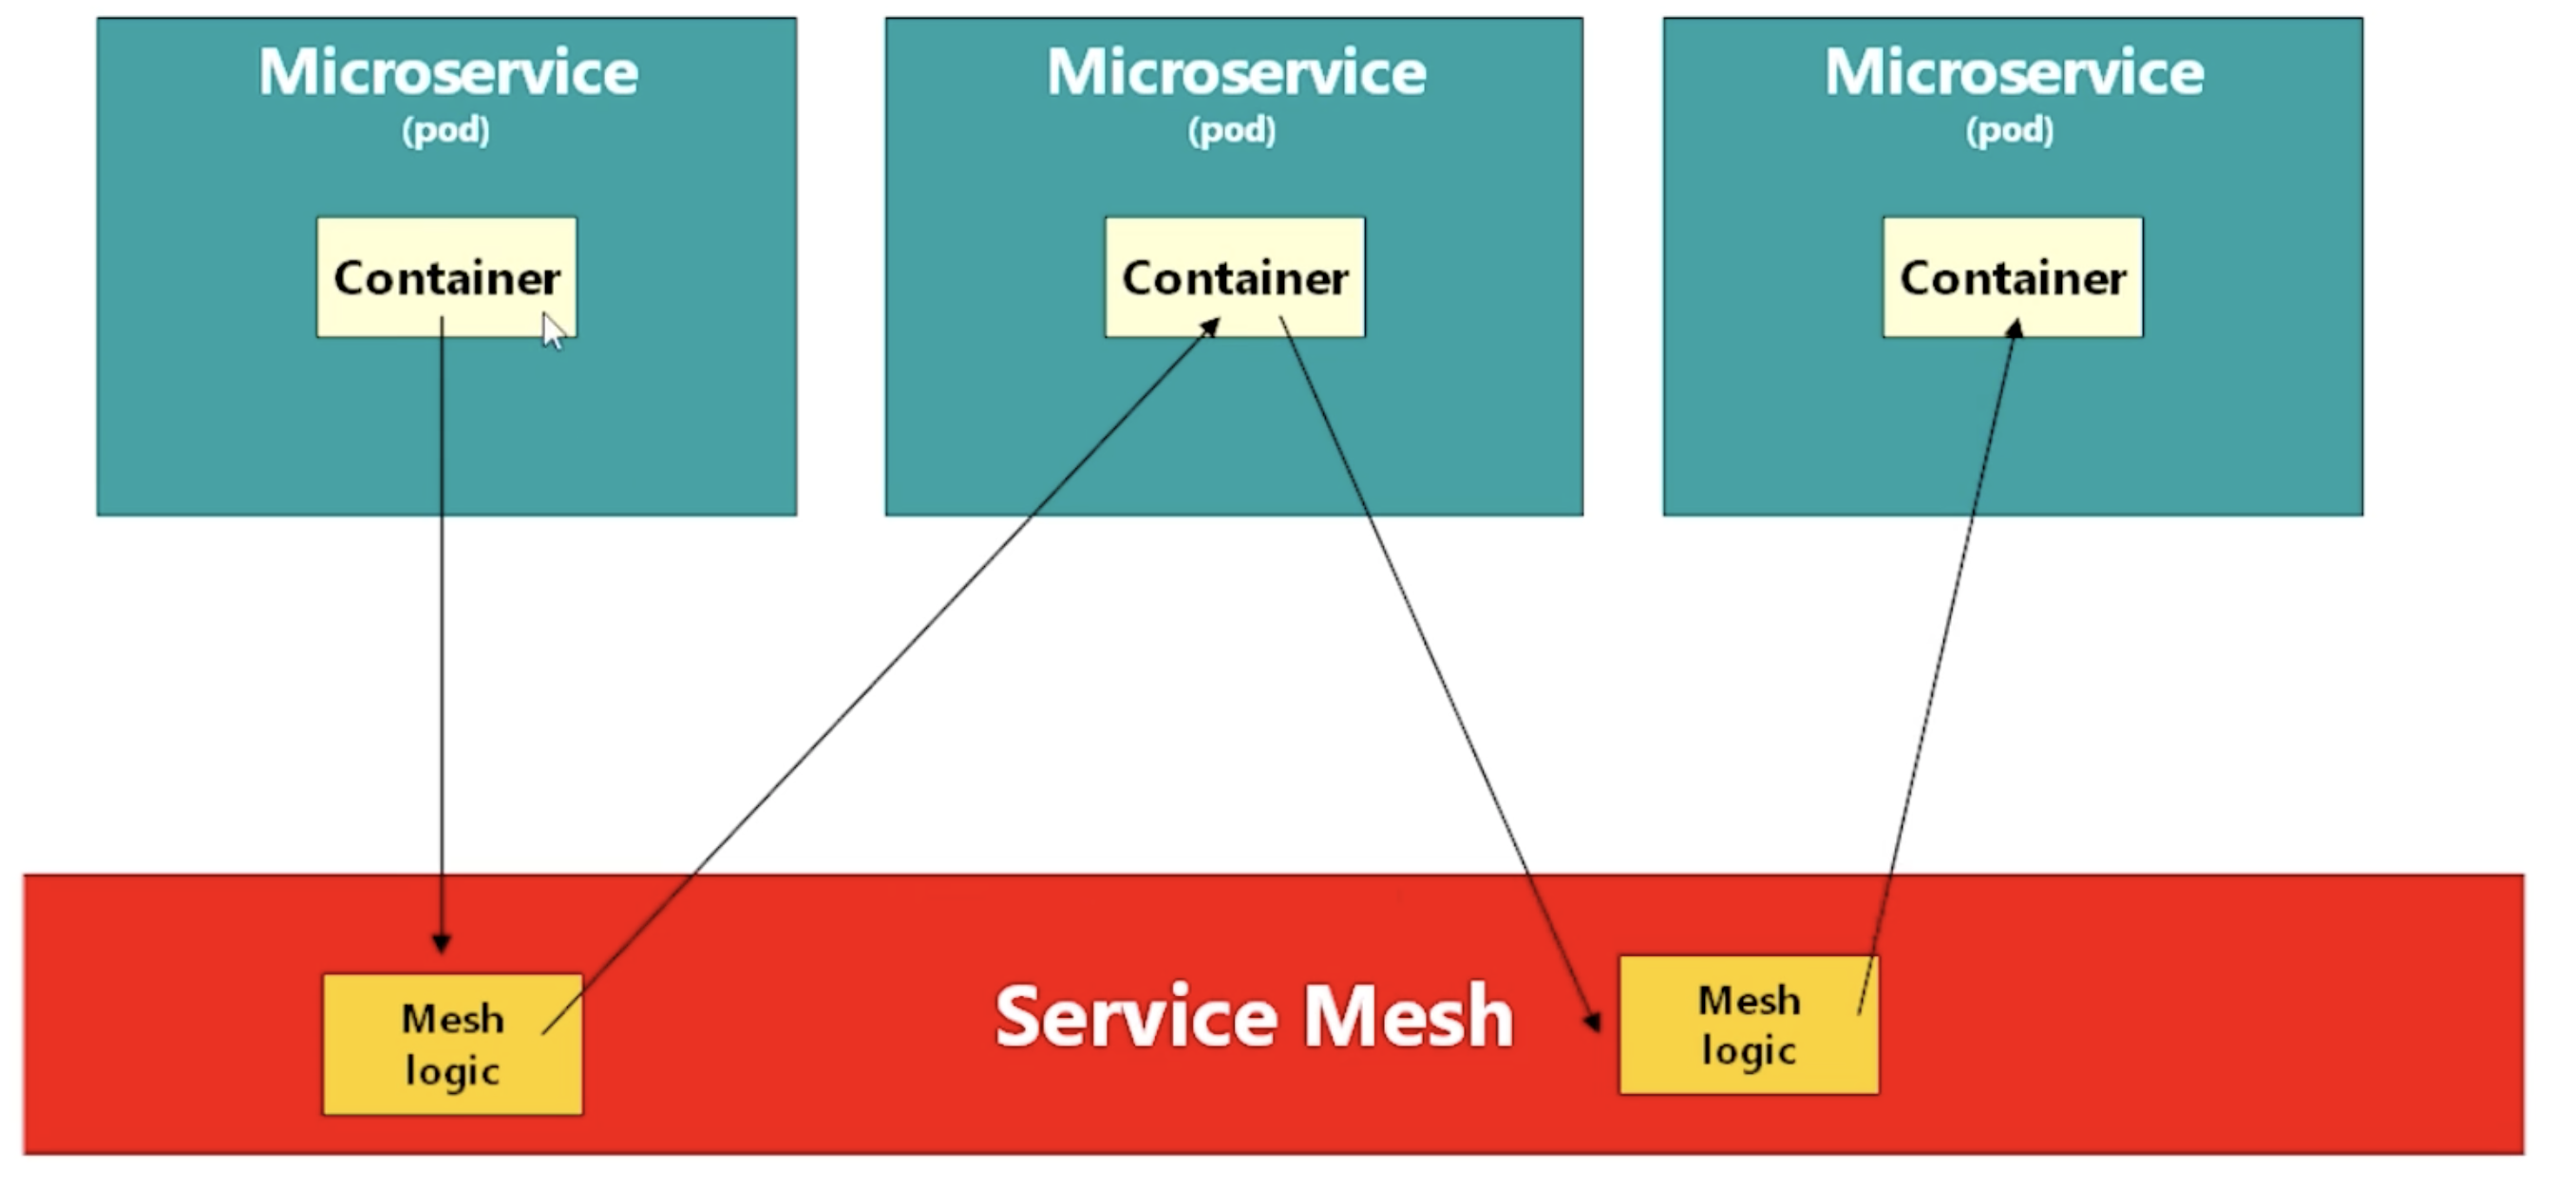 Microservice
(pod)
Container
Microservice
(pod)
Container
Microservice
(pod)
Container
Mesh
logic
Service Mesh
Mesh
logic